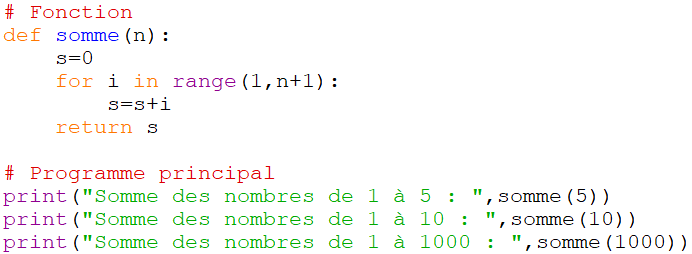 # Fonction
def somme(n):
    s=0
    for i in range(1,n+1):
        s=s+i
    return s

# Programme principal
print("Somme des nombres de 1 à 5 : ",somme(5))
print("Somme des nombres de 1 à 10 : ",somme(10))
print("Somme des nombres de 1 à 1000 : ",somme(1000))